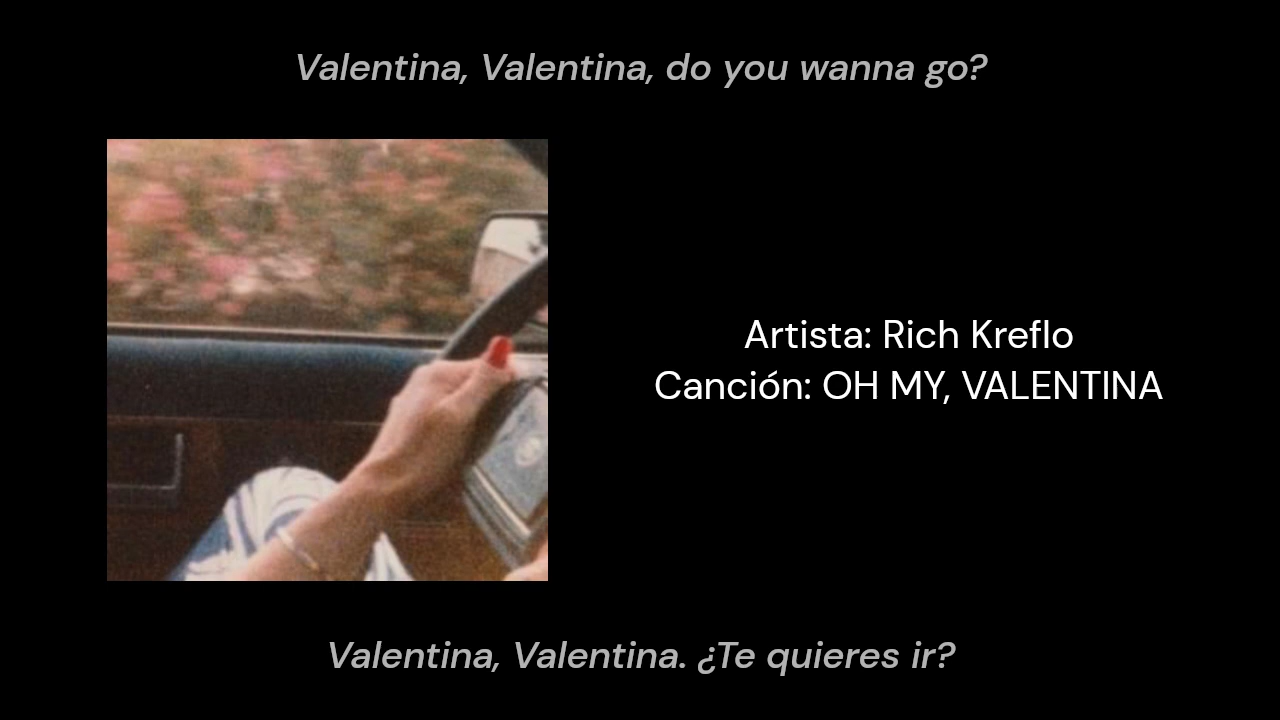 Valentina, Valentina, do you wanna go?
Artista: Rich Kreflo
Canción: OH MY, VALENTINA
Valentina, Valentina. ¿Te quieres ir?